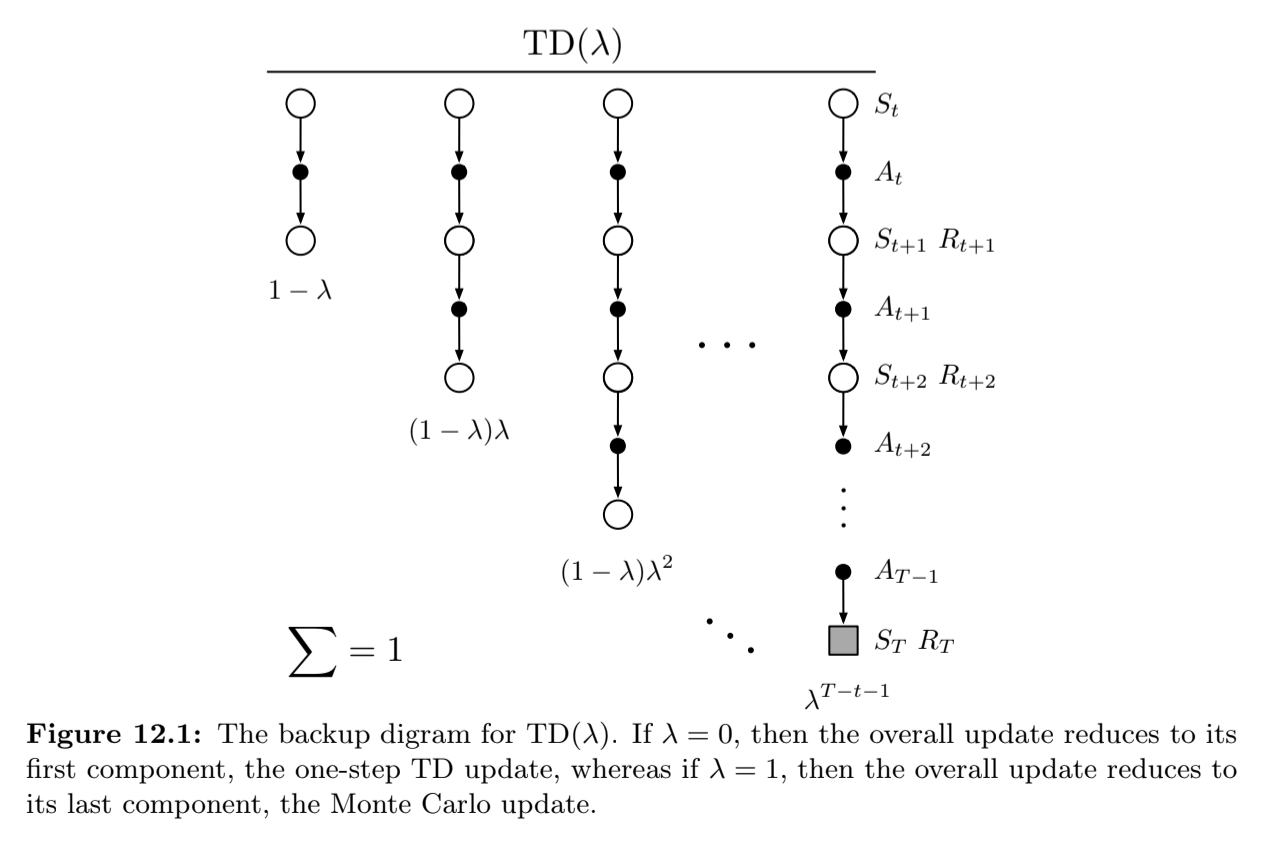 TD(λ)
S_t
A_t
S_{t+1} R_{t+1}
1 − λ
A_{t+1}
. . .
S_{t+2} R_{t+2}
(1 − λ)λ
A_{t+2}
(1 − λ)λ^2
A_{T−1}
∑ = 1
S_T R_T
λ^{T−t−1}
Figure 12.1: The backup digram for TD(λ). If λ = 0, then the overall update reduces to its
first component, the one-step TD update, whereas if λ = 1, then the overall update reduces to
its last component, the Monte Carlo update.